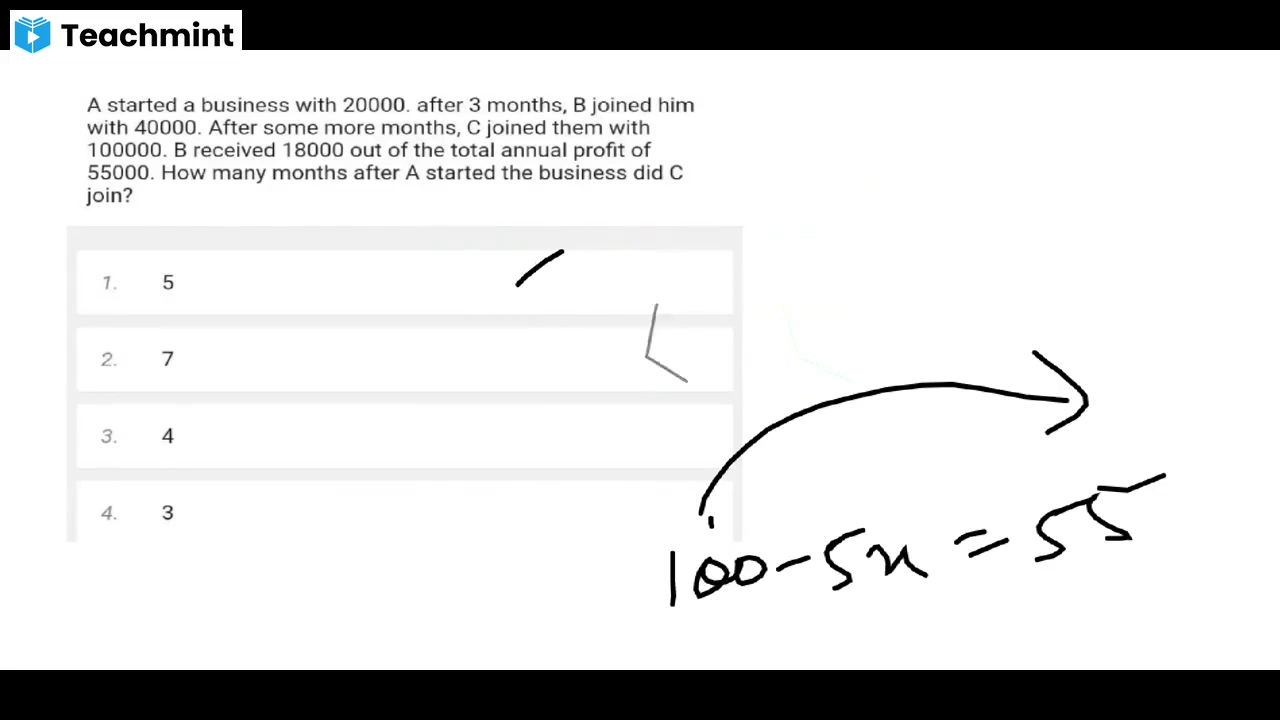 Teachmint
A started a business with 20000. after 3 months, B joined him
with 40000. After some more months, C joined them with
100000. B received 18000 out of the total annual profit of
55000. How many months after A started the business did C
join?
1. 5
2. 7
3. 4
4. 3
100-5x=55